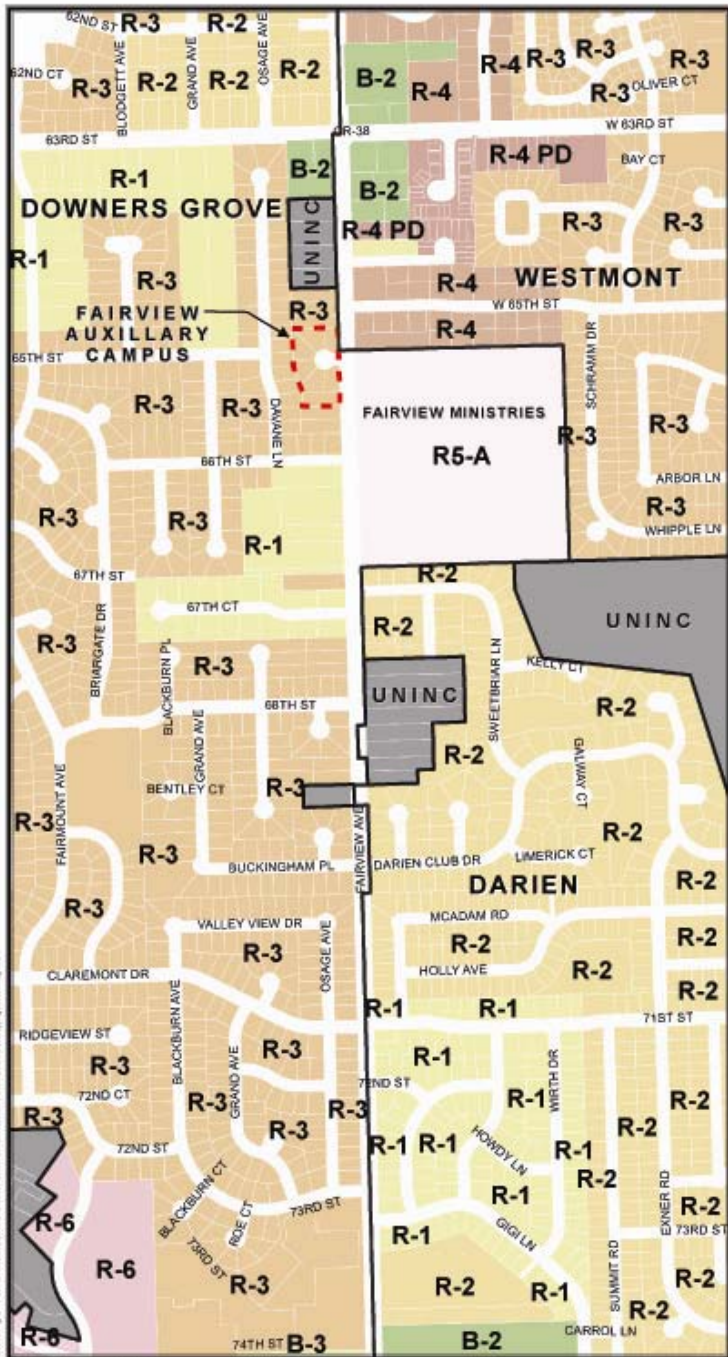 62ND ST
R-3
R-2
R-3
R-3
R-3
62ND CT
R-3
BLODGETT AVE
R-2
GRAND AVE
R-2
OSAGE AVE
R-2
B-2
R-4
R-4
R-3
OLIVER CT
63RD ST
CR-38
W 63RD ST
R-1
B-2
B-2
R-4 PD
BAY CT
DOWNERS GROVE
UNINC
R-4 PD
R-3
R-3
R-1
R-3
WESTMONT
R-3
R-4
W 65TH ST
FAIRVIEW
AUXILLARY
CAMPUS
R-4
65TH ST
SCHRAMM DR
R-3
R-3
DAVANE LN
FAIRVIEW MINISTRIES
R5-A
R-3
R-3
66TH ST
ARBOR LN
R-3
R-3
R-3
WHIPPLE LN
R-1
67TH ST
R-2
67TH CT
UNINC
R-3
BRIARGATE DR
R-2
BLACKBURN PL
R-3
SWEETBRIAR LN
KELLY CT
UNINC
68TH ST
R-2
GRAND AVE
R-2
GALWAY CT
BENTLEY CT
R-3
R-3
FAIRMOUNT AVE
R-3
FAIRVIEW AVE
R-2
BUCKINGHAM PL
DARIEN CLUB DR
LIMERICK CT
DARIEN
R-2
R-3
VALLEY VIEW DR
MCADAM RD
R-3
OSAGE AVE
R-2
R-2
HOLLY AVE
R-2
CLAREMONT DR
R-2
R-1
R-1
71ST ST
RIDGEVIEW ST
BLACKBURN AVE
R-3
R-1
R-3
GRAND AVE
72ND ST
WIRTH DR
72ND CT
R-3
R-3
R-1
R-2
R-3
R-3
R-1
R-1
R-2
72ND ST
HOWDY LN
R-1
R-2
EXNER RD
BLACKBURN CT
ROE CT
73RD ST
R-1
R-2
73RD ST
R-6
R-1
GIGI LN
R-6
73RD ST
R-3
R-2
R-1
SUMMIT RD
R-2
R-2
R-6
74TH ST
B-3
B-2
CARROL LN